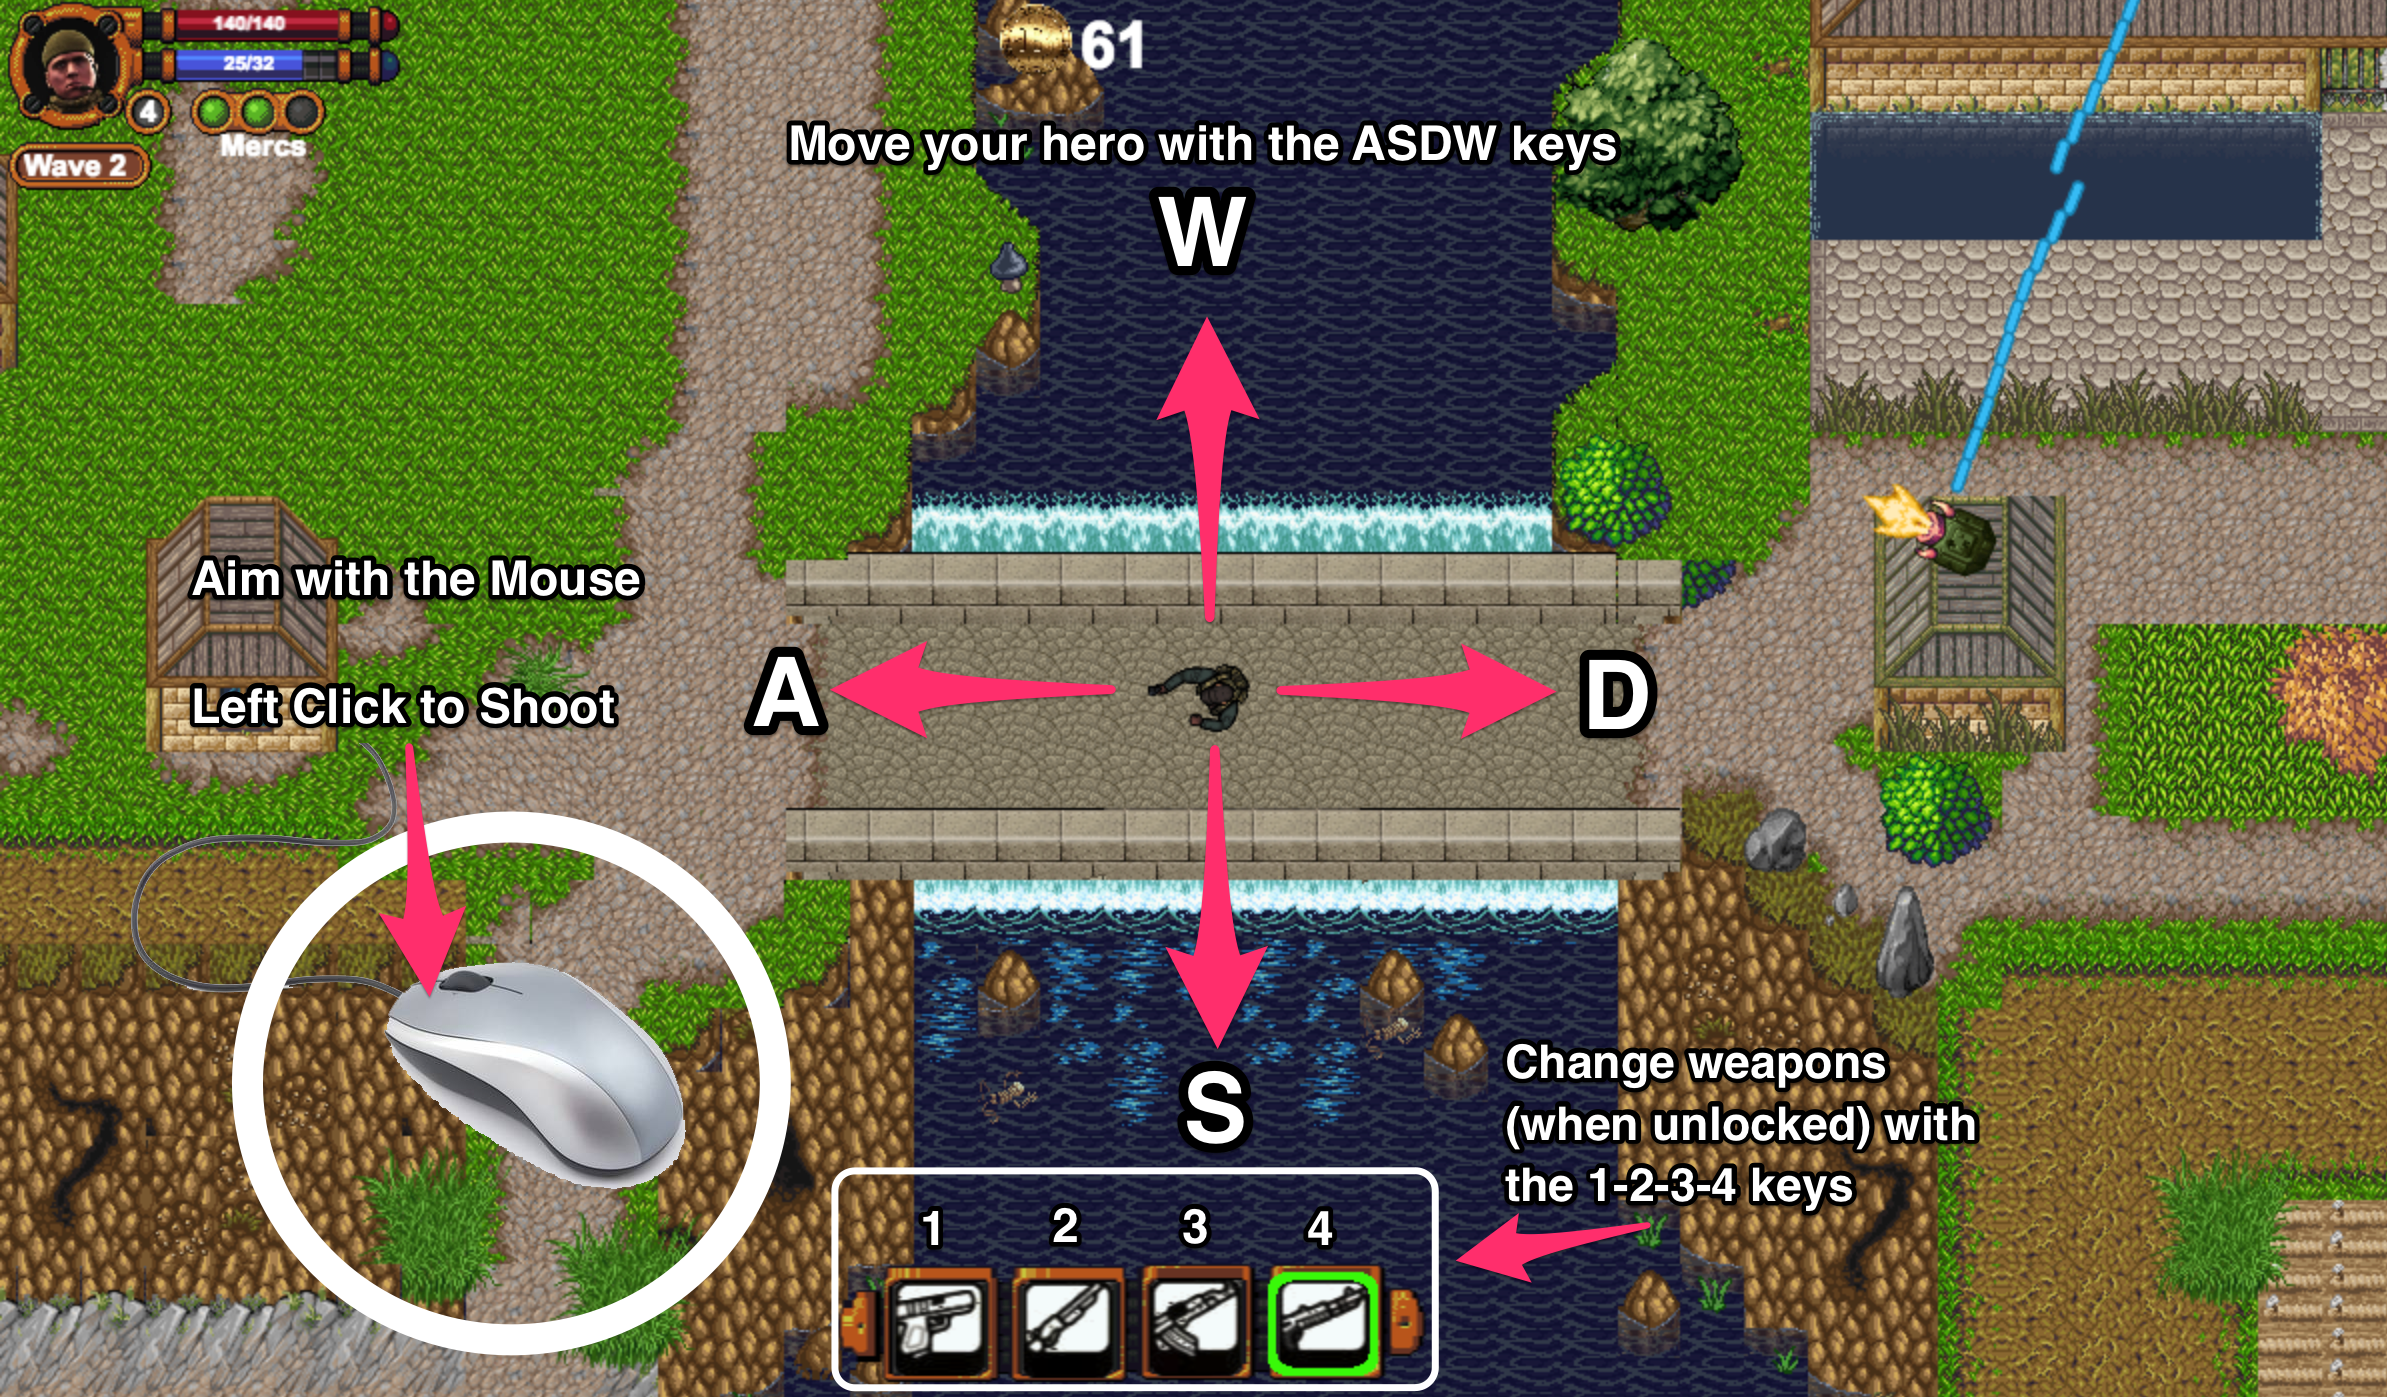 140/140
25/32
4
Mercs
Wave 2
61
Move your hero with the ASDW keys
W
Aim with the Mouse
A
D
Left Click to Shoot
S
Change weapons
(when unlocked) with
the 1-2-3-4 keys
1 2 3 4